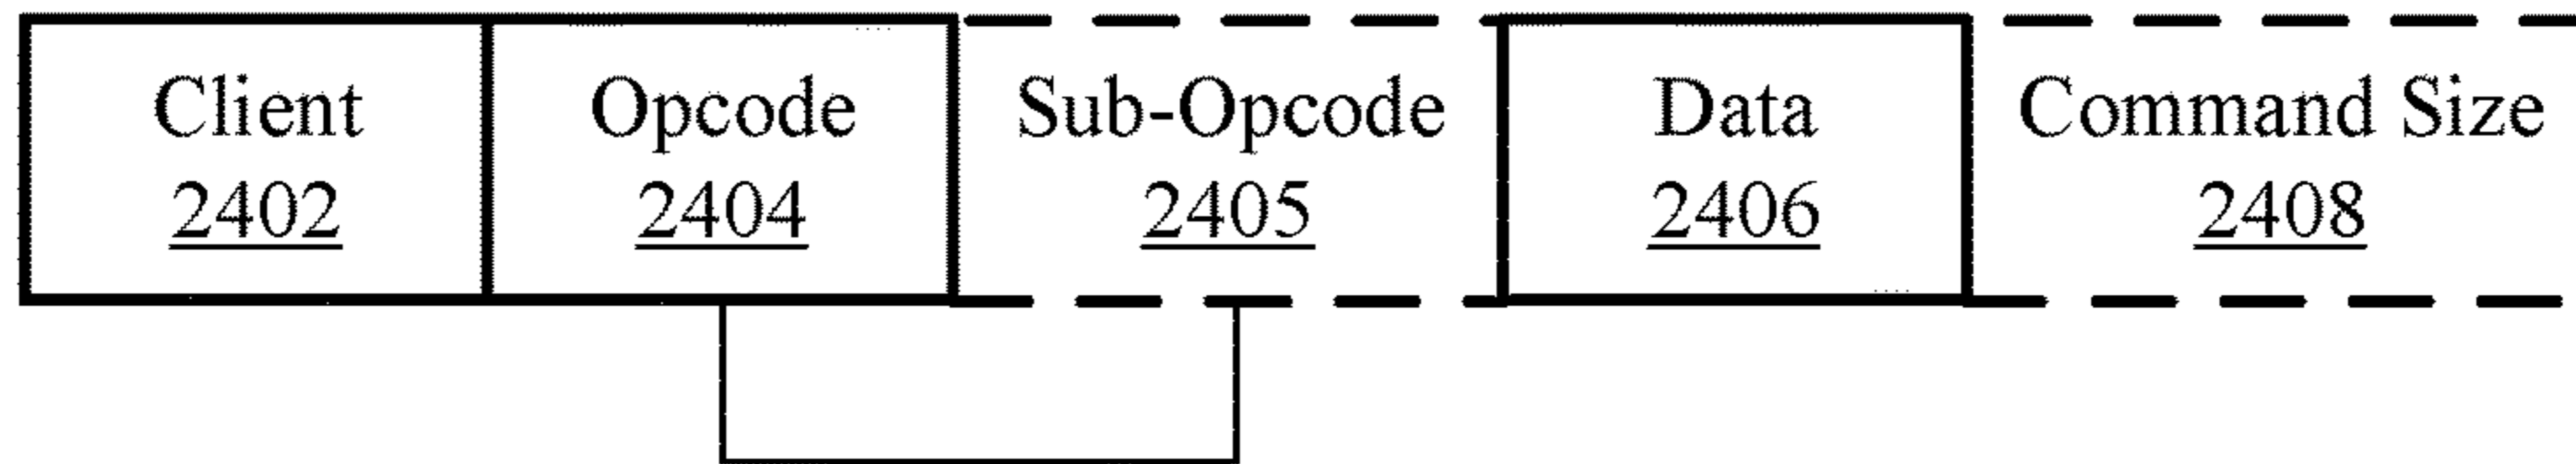 Client Opcode Sub-Opcode Data Command Size
2402 2404 2405 2406 2408